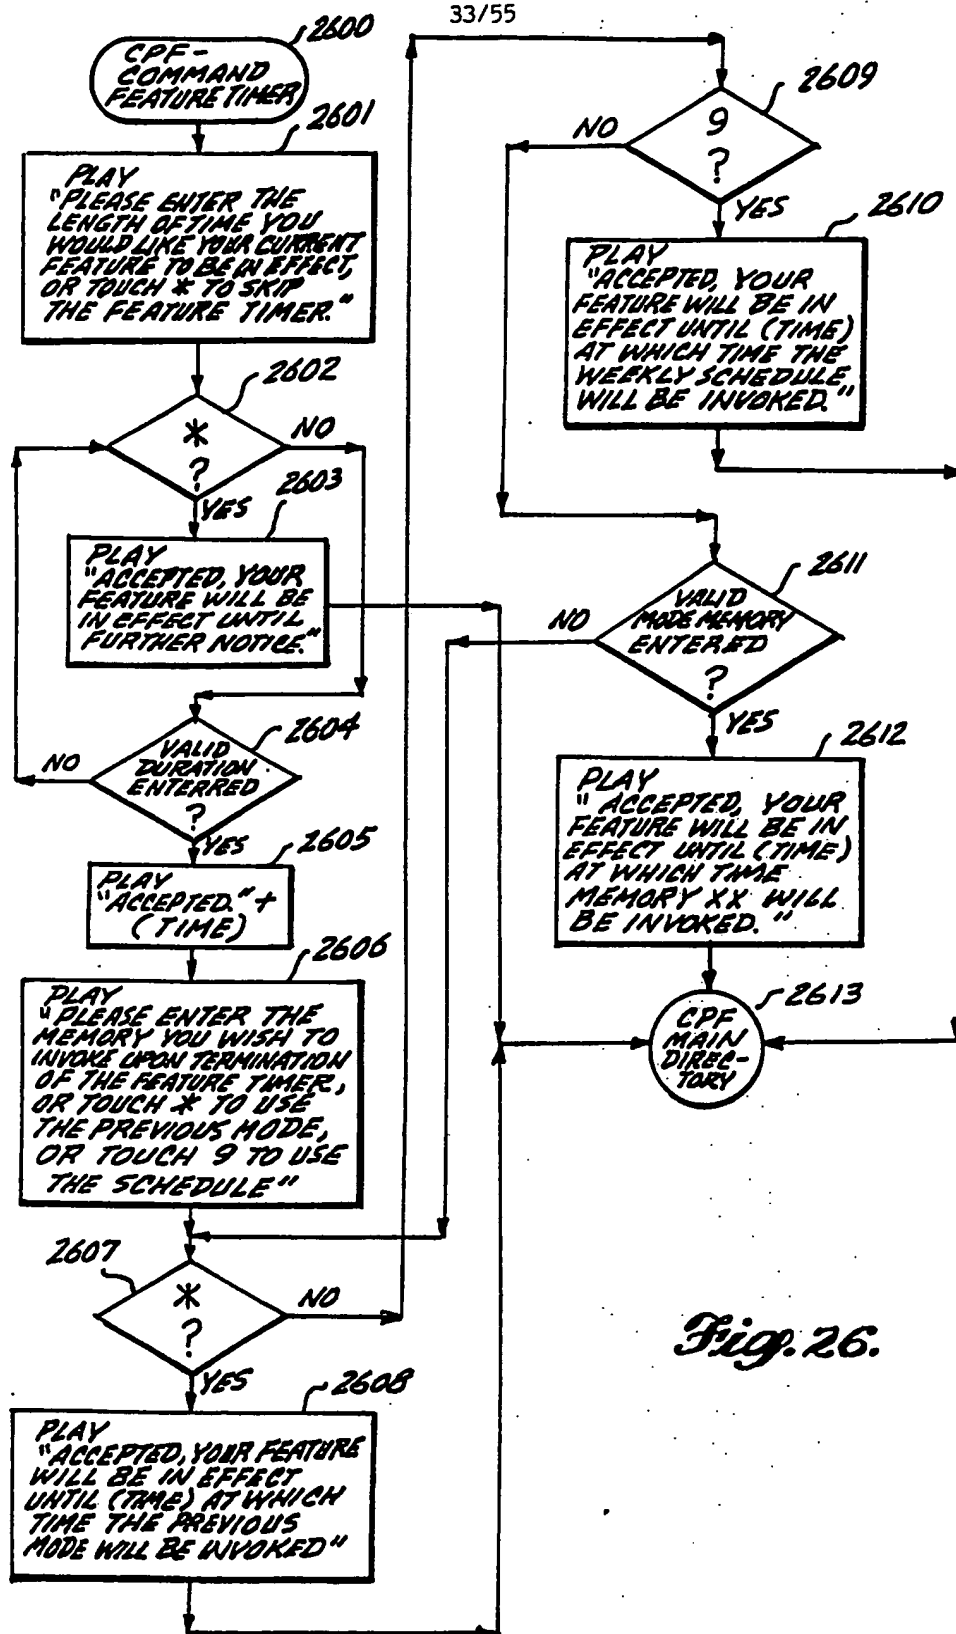 33/55
2600
CPF-
COMMAND
FEATURE TIMER
2601
PLAY
"PLEASE ENTER THE
LENGTH OF TIME YOU
WOULD LIKE YOUR CURRENT
FEATURE TO BE IN EFFECT,
OR TOUCH * TO SKIP
THE FEATURE TIMER."
2602
*
?
NO
YES
2603
PLAY
"ACCEPTED, YOUR
FEATURE WILL BE
IN EFFECT UNTIL
FURTHER NOTICE."
2604
VALID
DURATION
ENTERRED
?
NO
YES
2605
PLAY
"ACCEPTED." +
(TIME)
2606
PLAY
"PLEASE ENTER THE
MEMORY YOU WISH TO
INVOKE UPON TERMINATION
OF THE FEATURE TIMER,
OR TOUCH * TO USE
THE PREVIOUS MODE,
OR TOUCH 9 TO USE
THE SCHEDULE"
2607
*
?
NO
YES
2608
PLAY
"ACCEPTED, YOUR FEATURE
WILL BE IN EFFECT
UNTIL (TIME) AT WHICH
TIME THE PREVIOUS
MODE WILL BE INVOKED"
2609
9
?
NO
YES
2610
PLAY
"ACCEPTED, YOUR
FEATURE WILL BE IN
EFFECT UNTIL (TIME)
AT WHICH TIME THE
WEEKLY SCHEDULE
WILL BE INVOKED."
2611
VALID
MODE MEMORY
ENTERED
?
NO
YES
2612
PLAY
"ACCEPTED, YOUR
FEATURE WILL BE IN
EFFECT UNTIL (TIME)
AT WHICH TIME
MEMORY XX WILL
BE INVOKED."
2613
CPF
MAIN
DIREC-
TORY
Fig. 26.